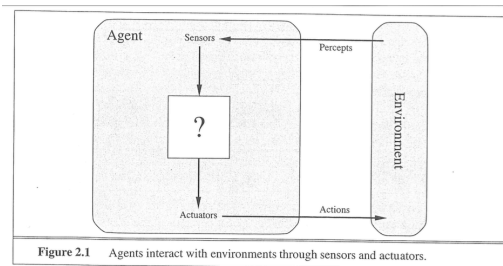 Agent
Sensors
Percepts
Environment
?
Actuators
Actions
Figure 2.1 Agents interact with environments through sensors and actuators.